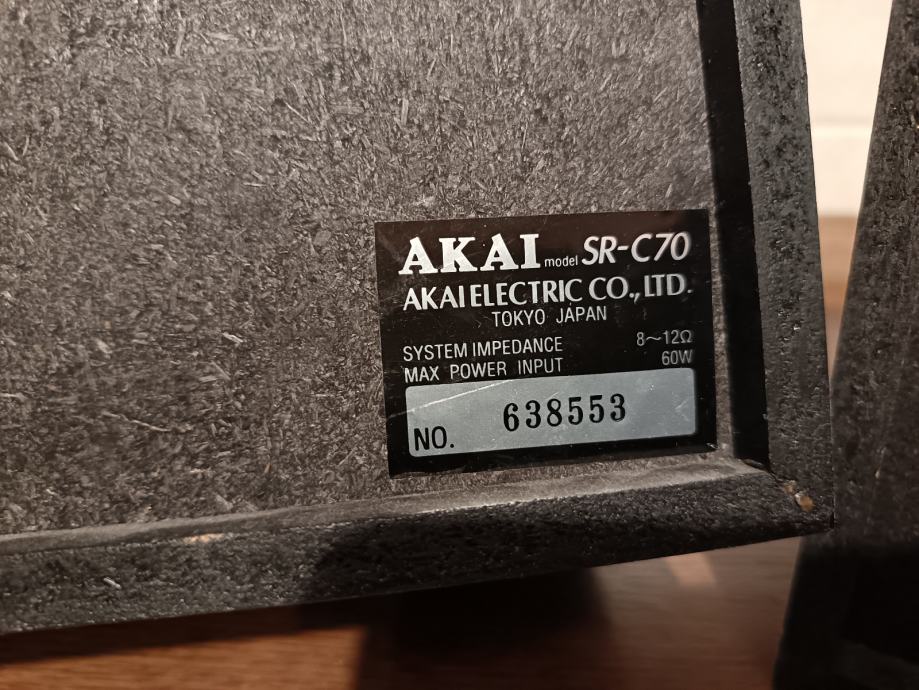 AKAI model SR-C70
AKAI ELECTRIC CO., LTD.
TOKYO JAPAN
SYSTEM IMPEDANCE 8~12Ω
MAX POWER INPUT 60W
NO. 638553